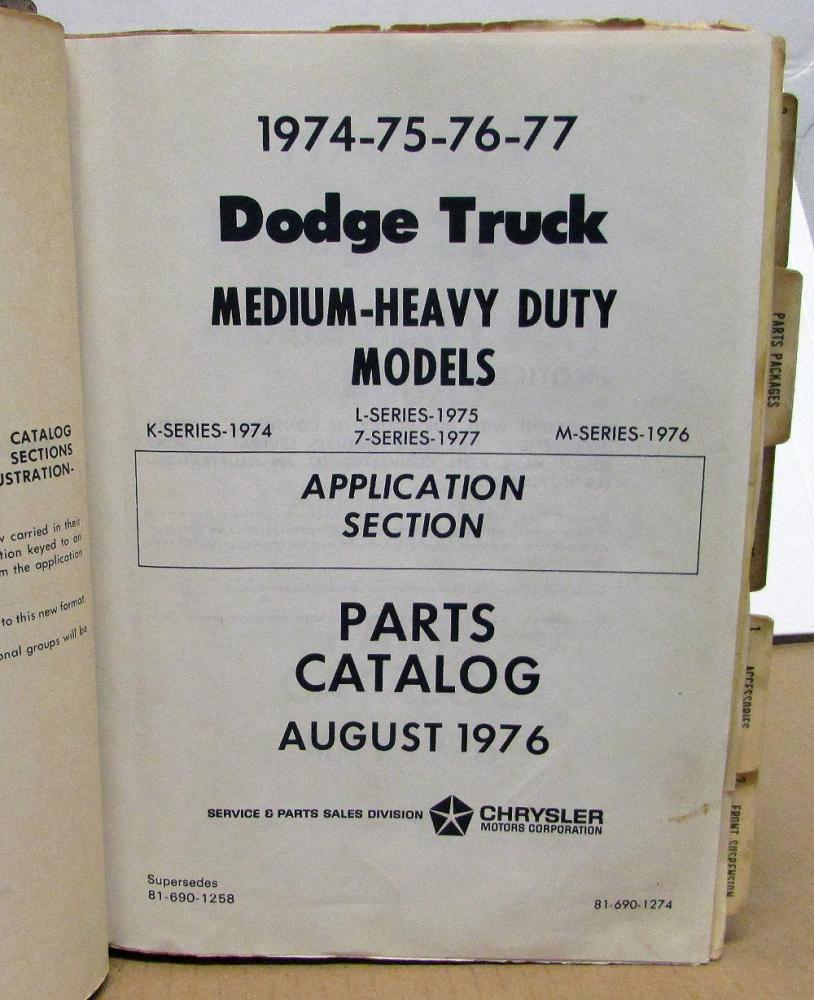 CATALOG
SECTIONS
carried in their
keyed to an
the application
to this new format
groups will be
1974-75-76-77
Dodge Truck
MEDIUM-HEAVY DUTY
MODELS
K-SERIES-1974
L-SERIES-1975
7-SERIES-1977
M-SERIES-1976
APPLICATION
SECTION
PARTS
CATALOG
AUGUST 1976
SERVICE & PARTS SALES DIVISION
CHRYSLER
MOTORS CORPORATION
Supersedes
81-690-1258
81-690-1274
PARTS PACKAGES
1
ACCESSORIES
2
FRONT SUSPENSION